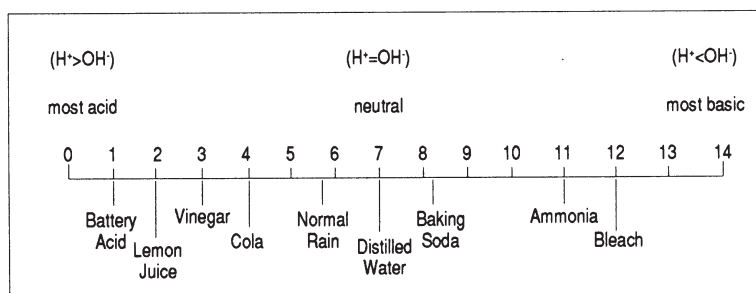 (H⁺>OH⁻) (H⁺=OH⁻) (H⁺<OH⁻)
most acid neutral most basic
0 1 2 3 4 5 6 7 8 9 10 11 12 13 14
Battery
Acid
Lemon
Juice
Vinegar
Cola
Normal
Rain
Distilled
Water
Baking
Soda
Ammonia
Bleach